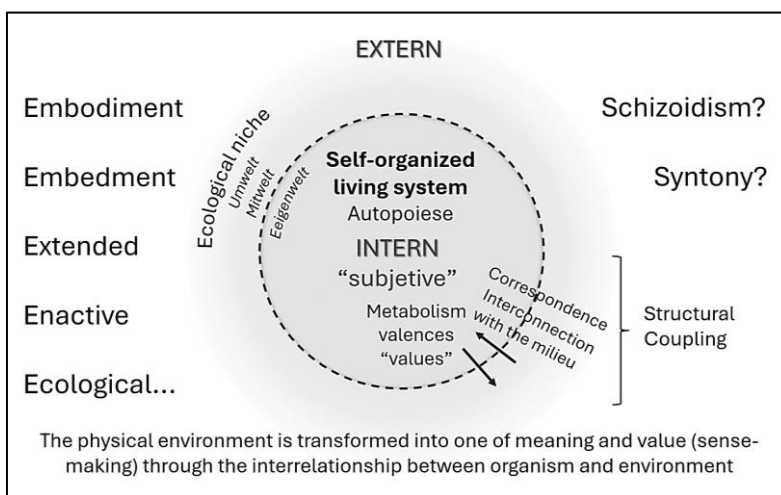 EXTERN
Embodiment
Embedment
Extended
Enactive
Ecological...
Ecological niche
Umwelt
Mitwelt
Eeigenwelt
Self-organized
living system
Autopoiese
INTERN
“subjetive”
Metabolism
valences
“values”
Correspondence
Interconnection
with the milieu
Schizoidism?
Syntony?
Structural
Coupling
The physical environment is transformed into one of meaning and value (sense-
making) through the interrelationship between organism and environment